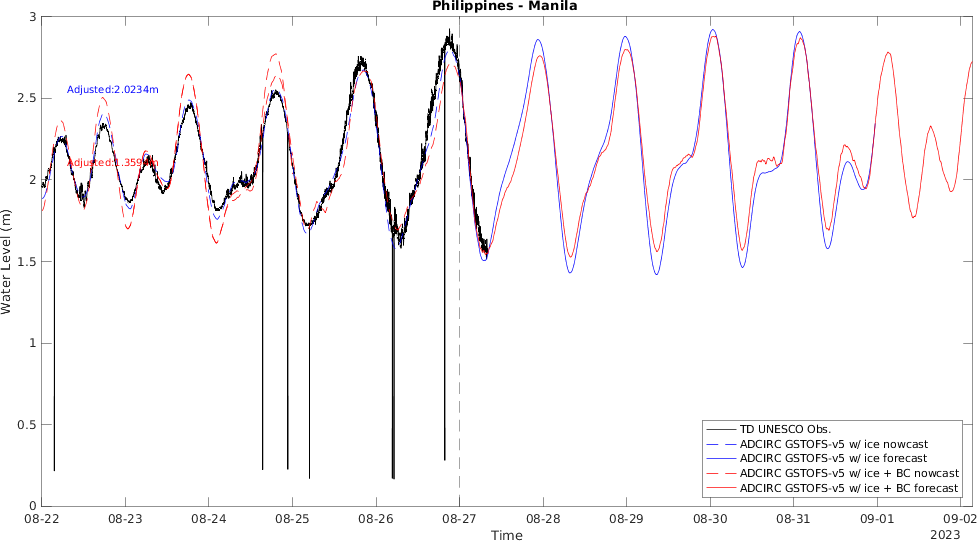 Philippines - Manila
3
2.5
2
1.5
1
0.5
0
Water Level (m)
Adjusted:2.0234m
08-22
08-23
08-24
08-25
08-26
08-27
08-28
08-29
08-30
08-31
09-01
09-02
Time
2023
TD UNESCO Obs.
ADCIRC GSTOFS-v5 w/ ice nowcast
ADCIRC GSTOFS-v5 w/ ice forecast
ADCIRC GSTOFS-v5 w/ ice + BC nowcast
ADCIRC GSTOFS-v5 w/ ice + BC forecast